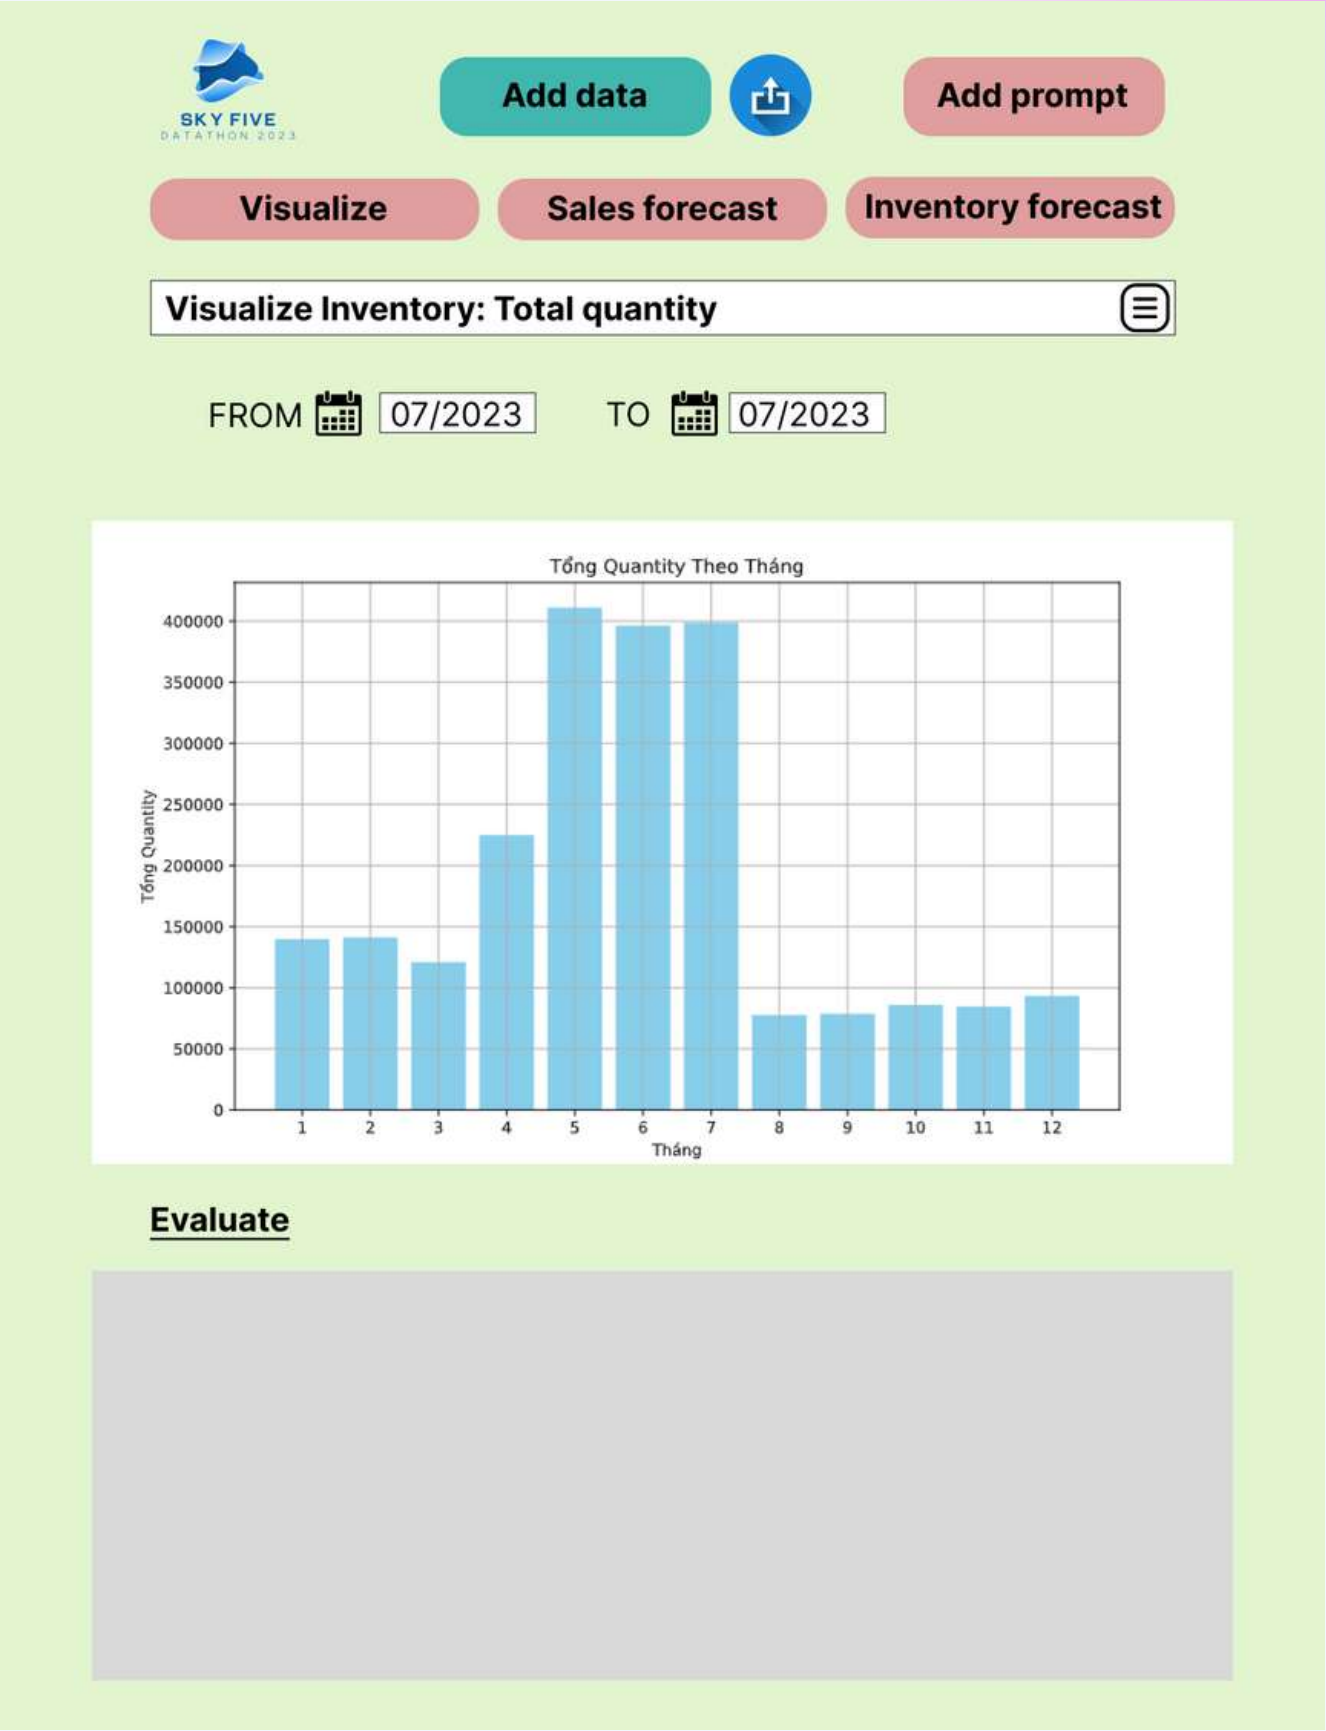 SKY FIVE
DATATHON 2023
Add data
Add prompt
Visualize
Sales forecast
Inventory forecast
Visualize Inventory: Total quantity
FROM 07/2023 TO 07/2023
Tổng Quantity Theo Tháng
400000
350000
300000
250000
200000
150000
100000
50000
0
Tổng Quantity
1 2 3 4 5 6 7 8 9 10 11 12
Tháng
Evaluate